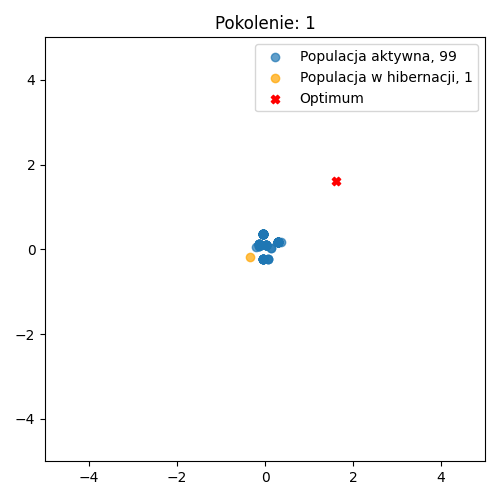 Pokolenie: 1
Populacja aktywna, 99
Populacja w hibernacji, 1
Optimum
4
2
0
−2
−4
−4 −2 0 2 4